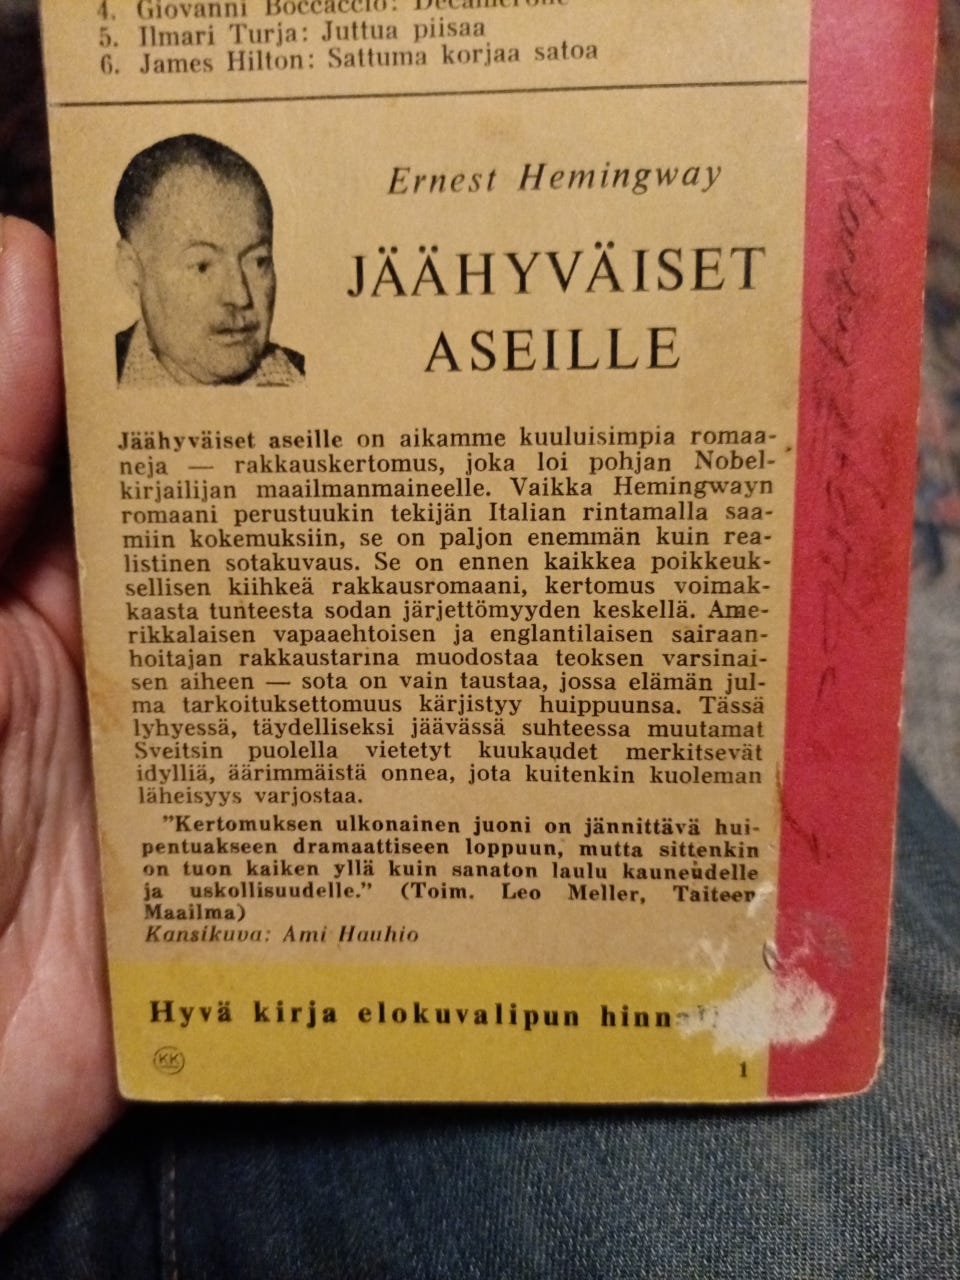 4. Giovanni Boccaccio: Decamerone
5. Ilmari Turja: Juttua piisaa
6. James Hilton: Sattuma korjaa satoa
Ernest Hemingway
JÄÄHYVÄISET
ASEILLE
Jäähyväiset aseille on aikamme kuuluisimpia romaa-
neja — rakkauskertomus, joka loi pohjan Nobel-
kirjailijan maailmanmaineelle. Vaikka Hemingwayn
romaani perustuukin tekijän Italian rintamalla saa-
miin kokemuksiin, se on paljon enemmän kuin rea-
listinen sotakuvaus. Se on ennen kaikkea poikkeuk-
sellisen kiihkeä rakkausromaani, kertomus voimak-
kaasta tunteesta sodan järjettömyyden keskellä. Ame-
rikkalaisen vapaaehtoisen ja englantilaisen sairaan-
hoitajan rakkaustarina muodostaa teoksen varsinai-
sen aiheen — sota on vain taustaa, jossa elämän jul-
ma tarkoituksettomuus kärjistyy huippuunsa. Tässä
lyhyessä, täydelliseksi jäävässä suhteessa muutamat
Sveitsin puolella vietetyt kuukaudet merkitsevät
idylliä, äärimmäistä onnea, jota kuitenkin kuoleman
läheisyys varjostaa.
"Kertomuksen ulkonainen juoni on jännittävä hui-
pentuakseen dramaattiseen loppuun, mutta sittenkin
on tuon kaiken yllä kuin sanaton laulu kauneudelle
ja uskollisuudelle." (Toim. Leo Meller, Taiteen
Maailma)
Kansikuva: Ami Hauhio
Hyvä kirja elokuvalipun
KK
1